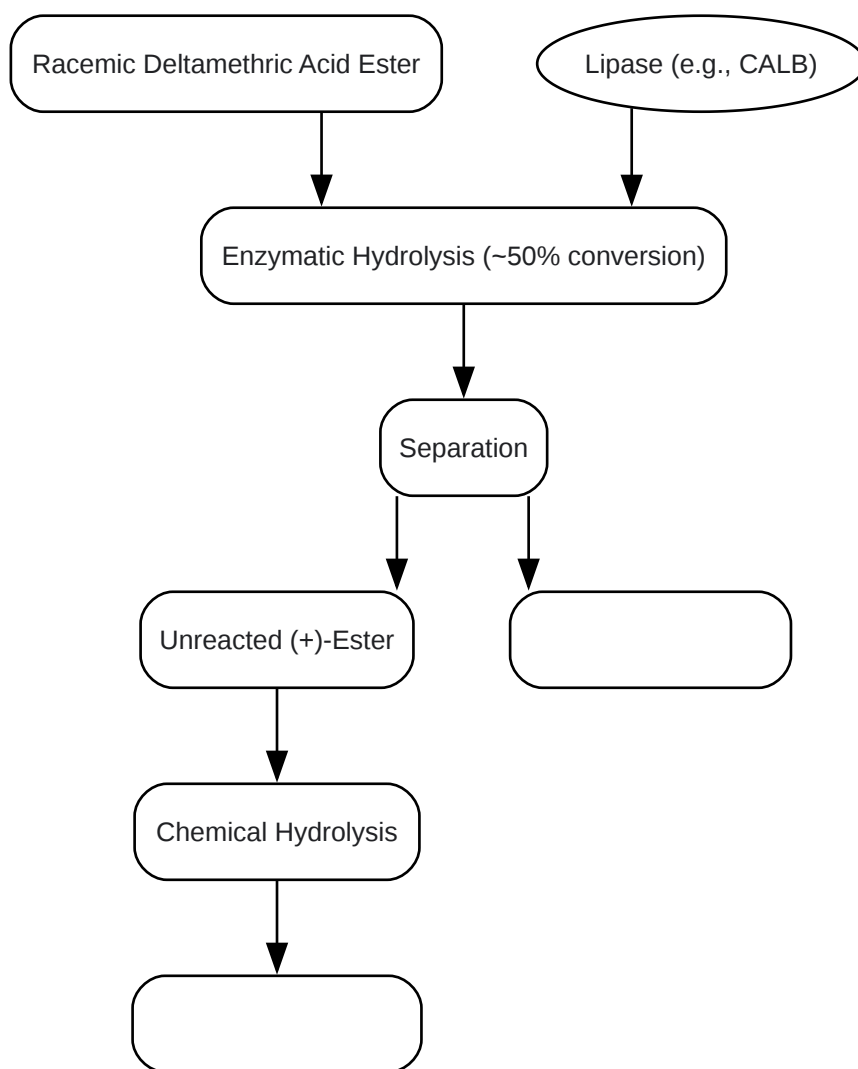 Racemic Deltamethric Acid Ester
Lipase (e.g., CALB)
Enzymatic Hydrolysis (~50% conversion)
Separation
Unreacted (+)-Ester
Chemical Hydrolysis